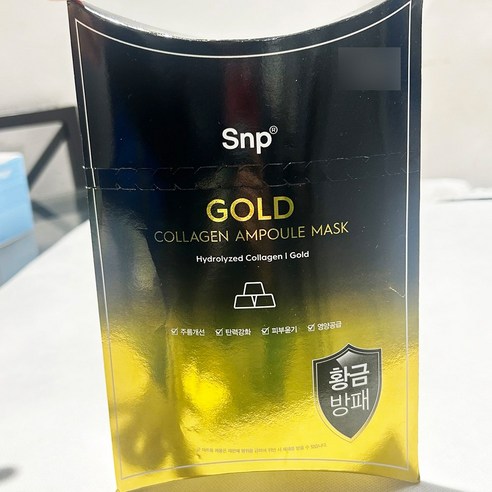 Snp®
GOLD
COLLAGEN AMPOULE MASK
Hydrolyzed Collagen | Gold
주름개선 탄력강화 피부윤기 영양공급
황금
방패